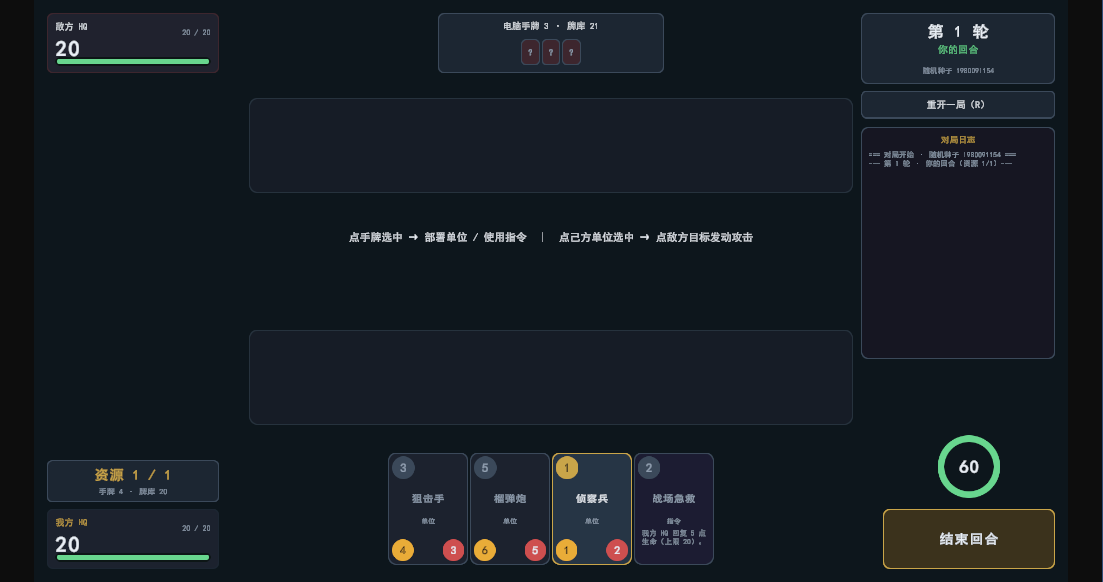 敌方 HQ
20 / 20
20
电脑手牌 3 · 牌库 21
? ? ?
第 1 轮
你的回合
随机种子 1980091154
重开一局（R）
对局日志
=== 对局开始 · 随机种子 1980091154 ===
--- 第 1 轮 · 你的回合（资源 1/1）---
点手牌选中 → 部署单位 / 使用指令 | 点己方单位选中 → 点敌方目标发动攻击
资源 1 / 1
手牌 4 · 牌库 20
我方 HQ
20 / 20
20
3
狙击手
单位
4 3
5
榴弹炮
单位
6 5
1
侦察兵
单位
1 2
2
战场急救
指令
我方 HQ 回复 5 点
生命（上限 20）。
60
结束回合